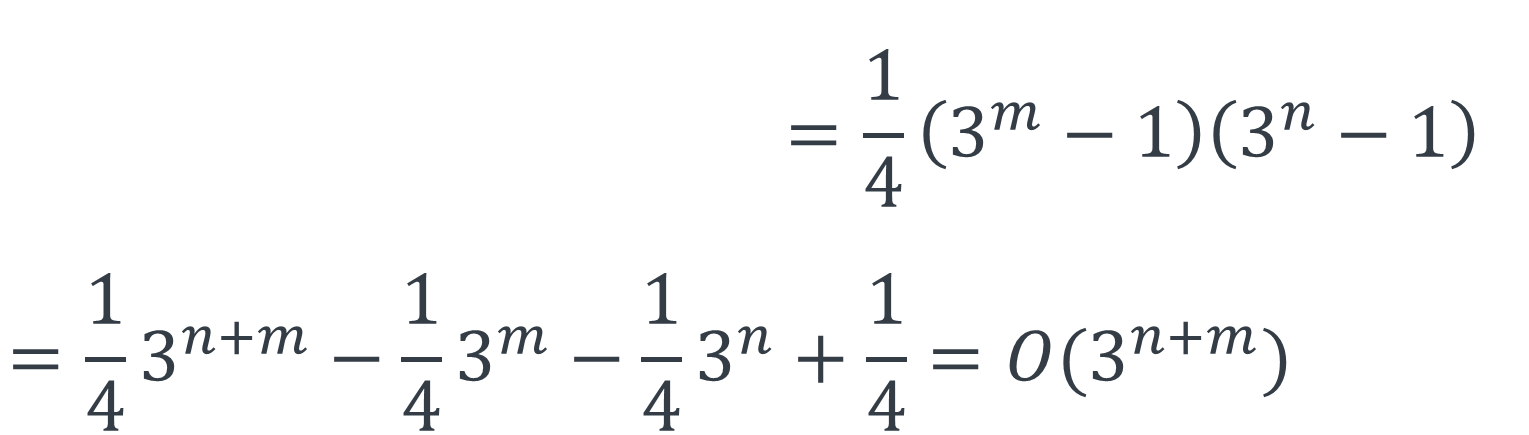 = 1/4 (3^m − 1)(3^n − 1)
= 1/4 3^{n+m} − 1/4 3^m − 1/4 3^n + 1/4 = O(3^{n+m})